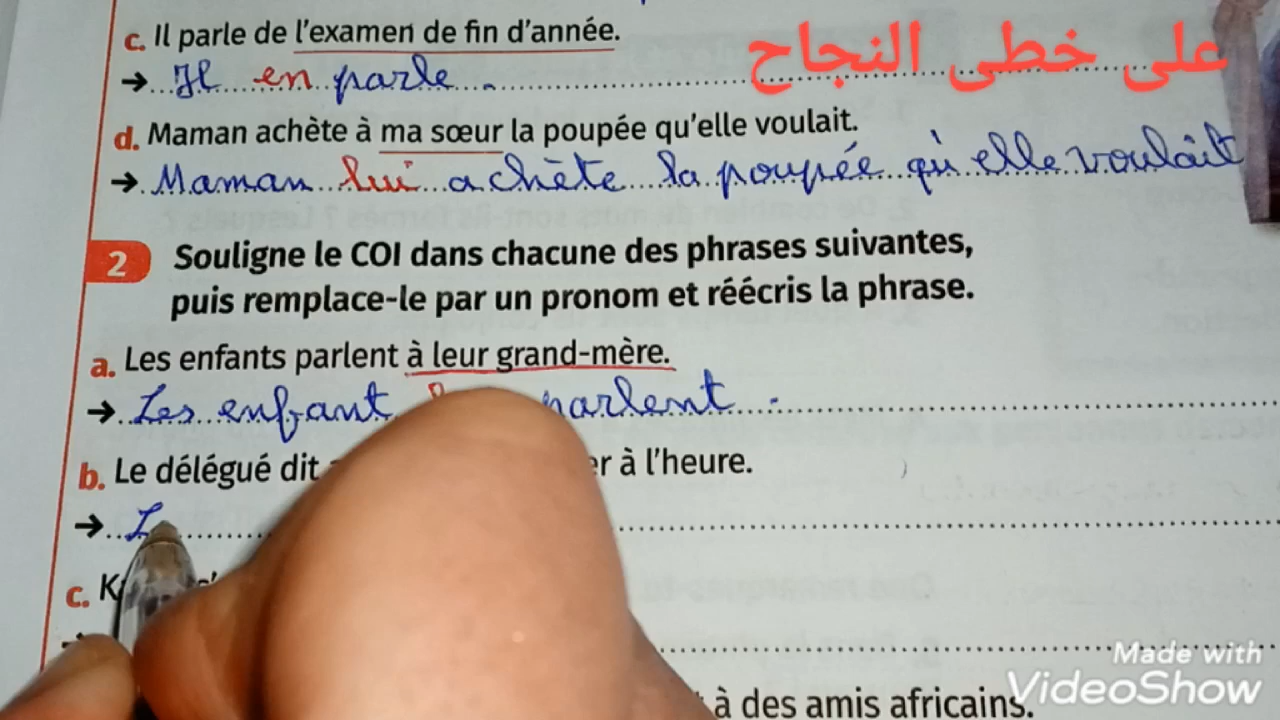 c. Il parle de l'examen de fin d'année.
على خطى النجاح
→ Il en parle .
d. Maman achète à ma sœur la poupée qu'elle voulait.
→ Maman lui achète la poupée qu'elle voulait
2 Souligne le COI dans chacune des phrases suivantes,
puis remplace-le par un pronom et réécris la phrase.
a. Les enfants parlent à leur grand-mère.
→ Les enfant parlent .
b. Le délégué dit à l'heure.
→ L
c. K
à des amis africains.
Made with
VideoShow